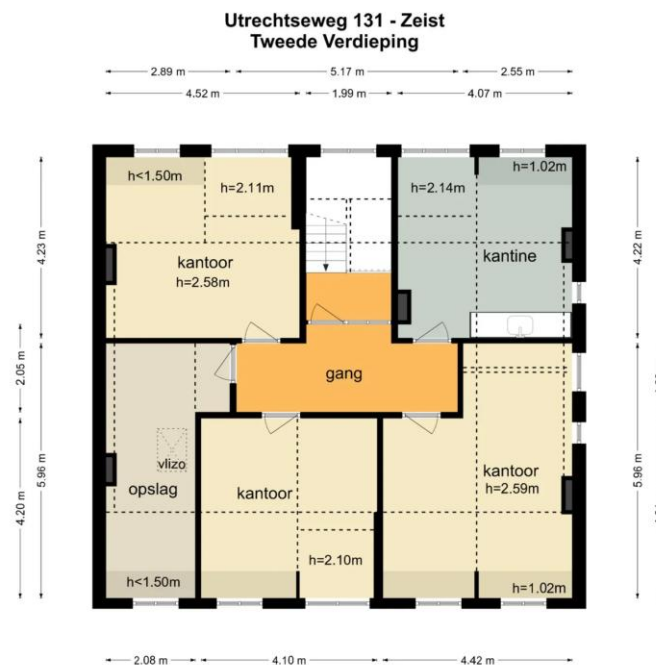 Utrechtseweg 131 - Zeist
Tweede Verdieping
2.89 m
5.17 m
2.55 m
4.52 m
1.99 m
4.07 m
h<1.50m
h=2.11m
h=2.14m
h=1.02m
4.23 m
4.22 m
kantoor
h=2.58m
kantine
2.05 m
gang
5.96 m
4.20 m
vlizo
opslag
kantoor
kantoor
h=2.59m
5.96 m
h=2.10m
h<1.50m
h=1.02m
2.08 m
4.10 m
4.42 m